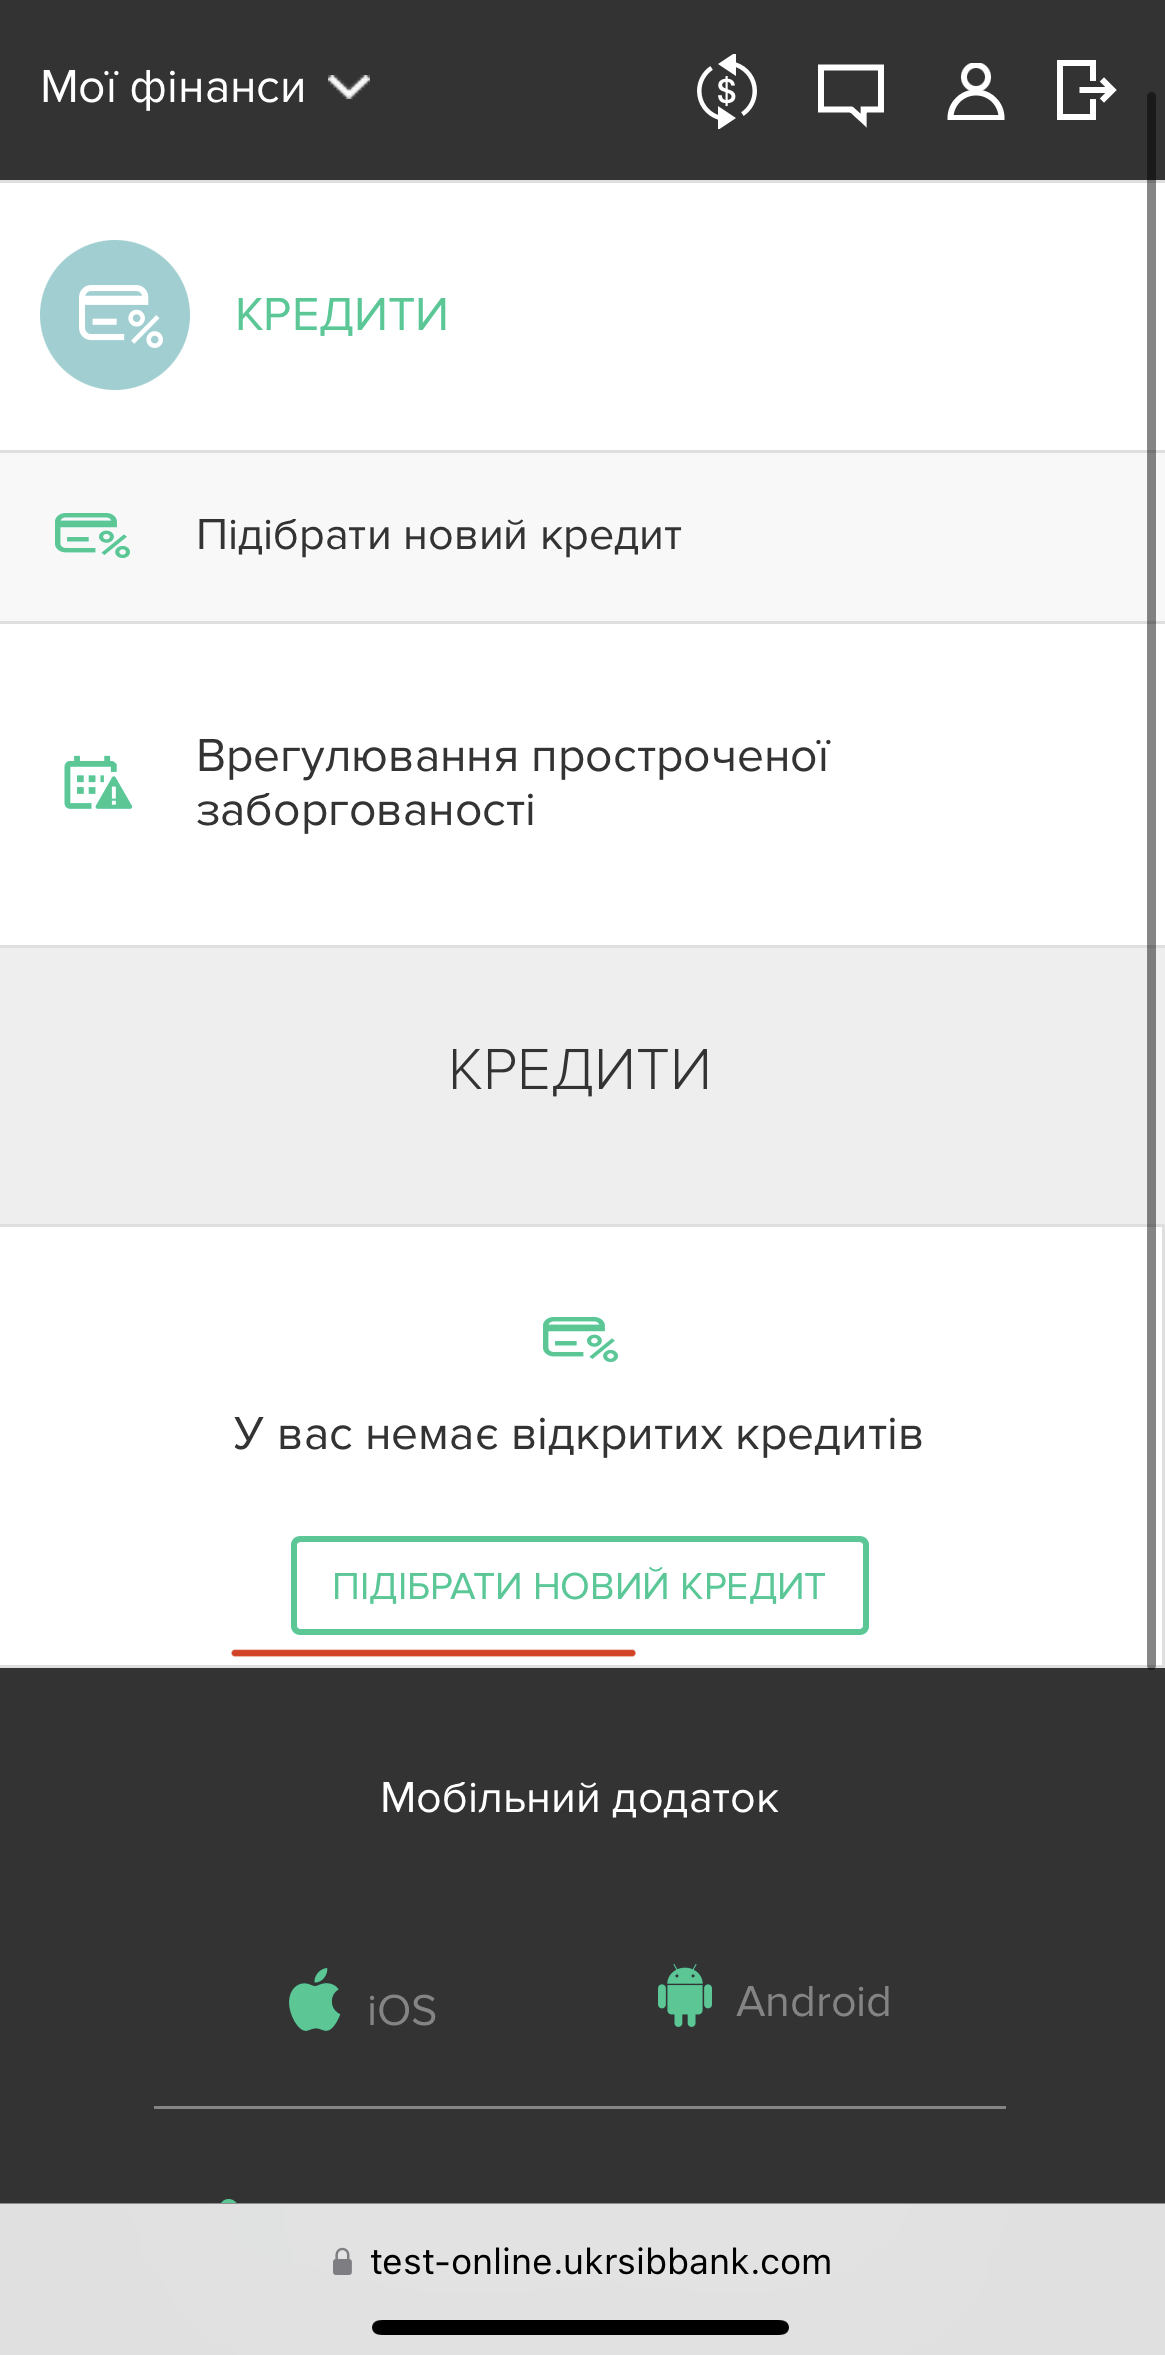 Мої фінанси
$
КРЕДИТИ
Підібрати новий кредит
Врегулювання простроченої
заборгованості
КРЕДИТИ
У вас немає відкритих кредитів
ПІДІБРАТИ НОВИЙ КРЕДИТ
Мобільний додаток
iOS
Android
test-online.ukrsibbank.com